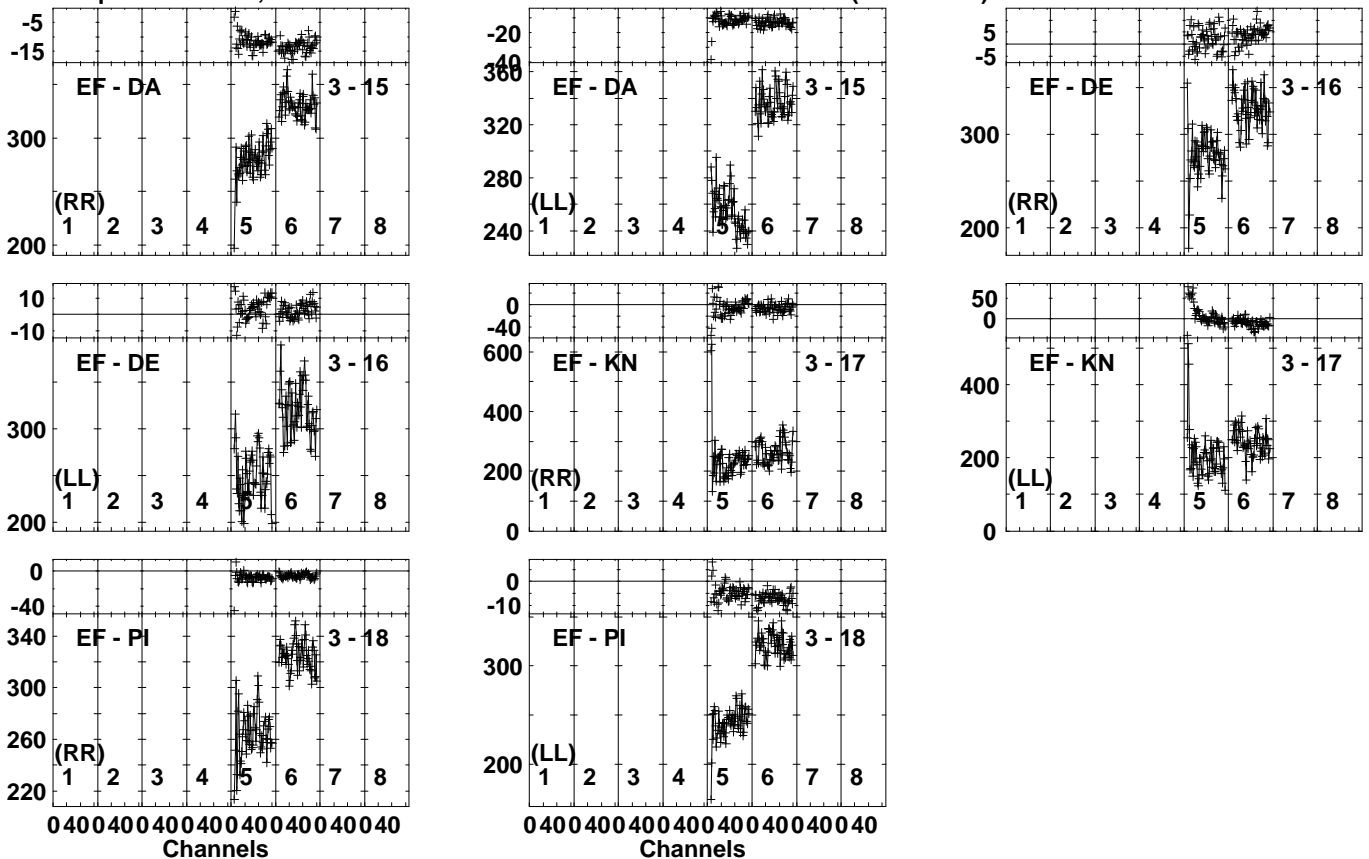 -5
-15
EF - DA 3 - 15
300
(RR)
1 2 3 4 5 6 7 8
200
-20
-40
360
EF - DA 3 - 15
320
280
(LL)
240
1 2 3 4 5 6 7 8
5
-5
EF - DE 3 - 16
300
(RR)
1 2 3 4 5 6 7 8
200
10
-10
EF - DE 3 - 16
300
(LL)
1 2 3 4 5 6 7 8
200
0
-40
600
EF - KN 3 - 17
400
200
(RR)
1 2 3 4 5 6 7 8
0
50
0
EF - KN 3 - 17
400
200
(LL)
1 2 3 4 5 6 7 8
0
0
-40
340
EF - PI 3 - 18
300
260
(RR)
1 2 3 4 5 6 7 8
220
0 40 0 40 0 40 0 40 0 40 0 40 0 40 0 40
Channels
0
-10
EF - PI 3 - 18
300
(LL)
200
1 2 3 4 5 6 7 8
0 40 0 40 0 40 0 40 0 40 0 40 0 40 0 40
Channels